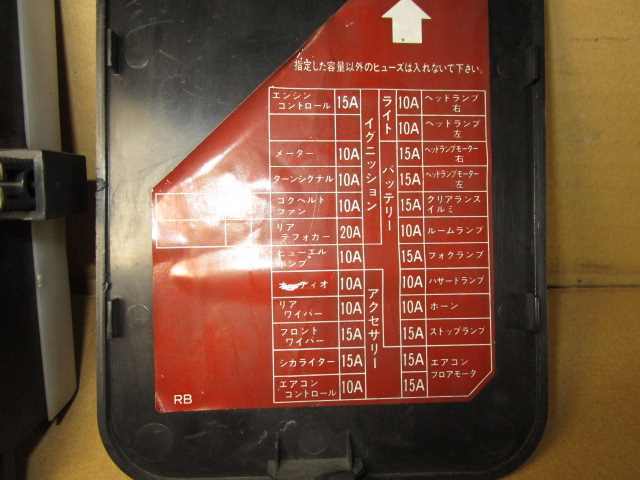 指定した容量以外のヒューズは入れないで下さい。
エンシン
コントロール 15A
ライト
10A ヘッドランプ
右
イグニッション
10A ヘッドランプ
左
メーター 10A
バッテリー
15A ヘッドランプモーター
右
ターンシクナル 10A
15A ヘッドランプモーター
左
コクヘルト
ファン 10A
15A クリアランス
イルミ
リア
テフォカー 20A
10A ルームランプ
ヒューエル
ポンプ 10A
15A フォクランプ
ディオ 10A
アクセサリー
10A ハサードランプ
リア
ワイパー 10A
10A ホーン
フロント
ワイパー 15A
15A ストップランプ
シカライター 15A
15A エアコン
フロアモータ
エアコン
コントロール 10A
15A
RB